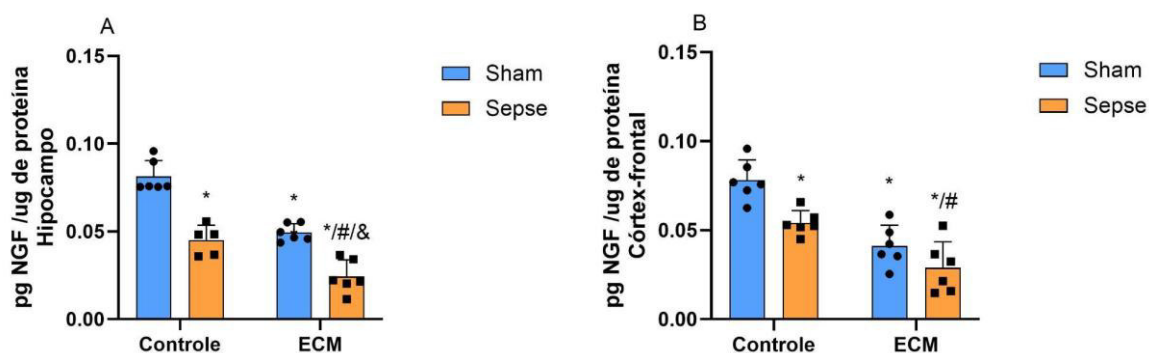 A
pg NGF /ug de proteína
Hipocampo
0.15
0.10
0.05
0.00
*
*
*/#/&
Controle
ECM
Sham
Sepse
B
pg NGF /ug de proteína
Córtex-frontal
0.15
0.10
0.05
0.00
*
*
*/#
Controle
ECM
Sham
Sepse